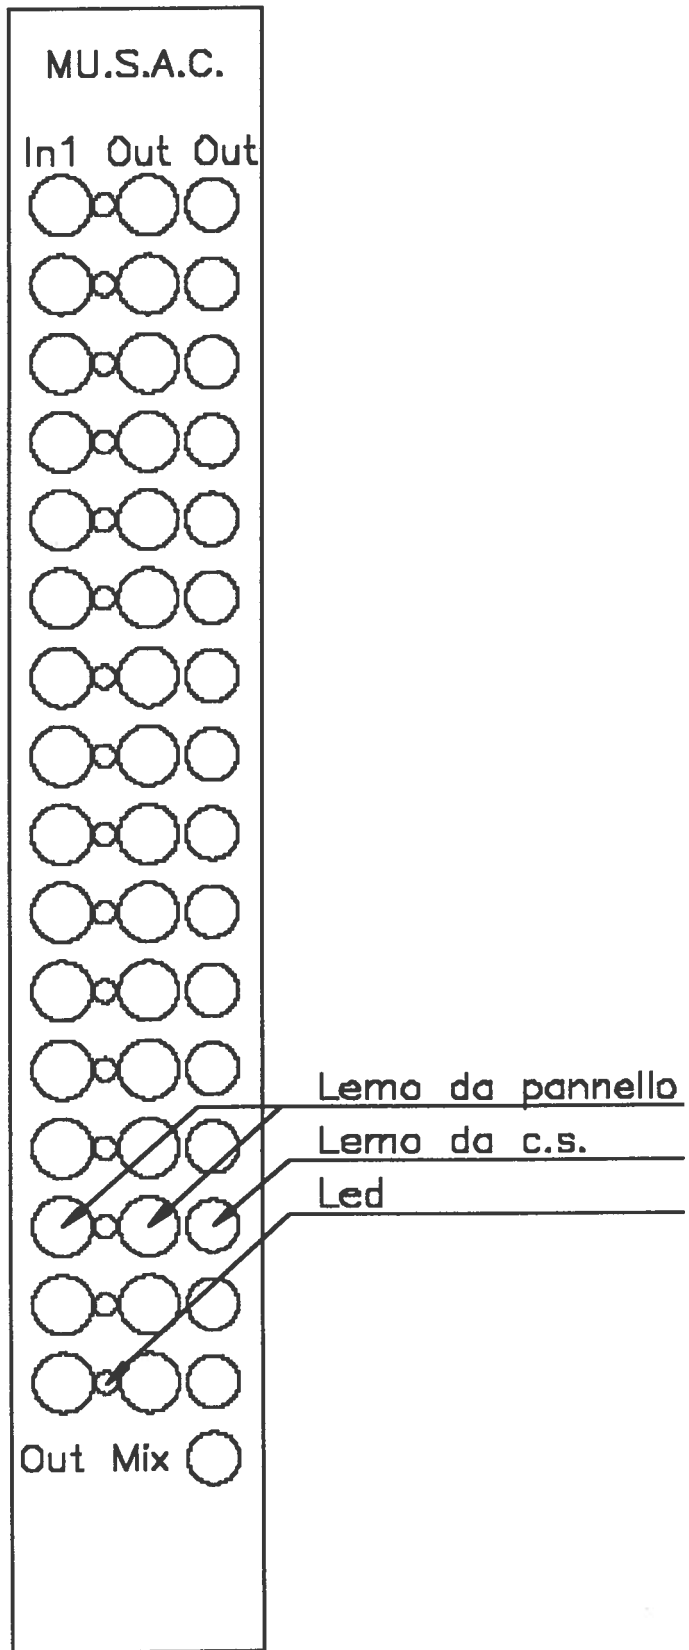 MU.S.A.C.
In1 Out Out
Lemo da pannello
Lemo da c.s.
Led
Out Mix